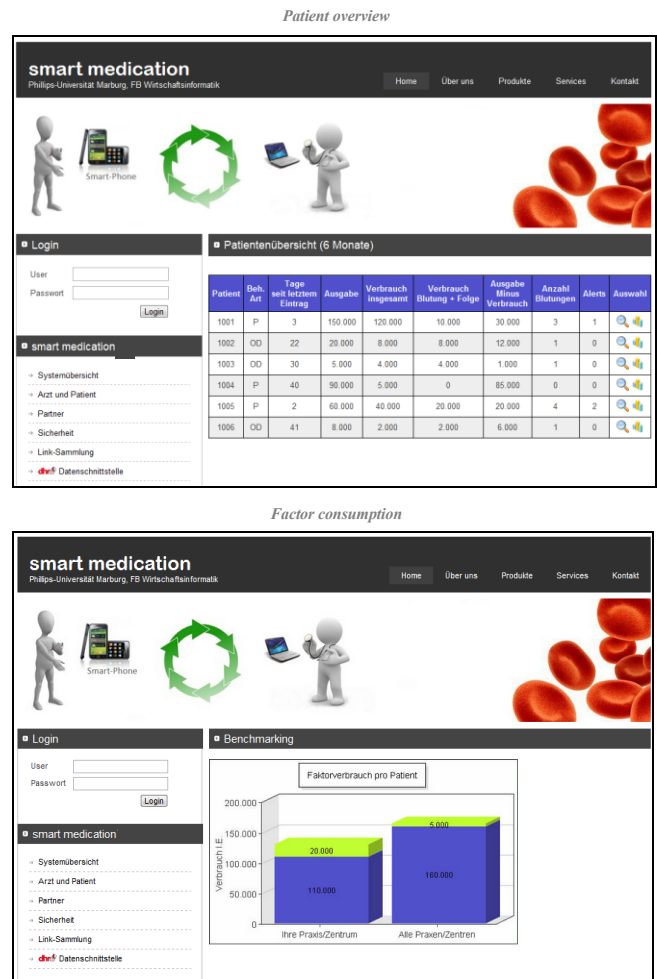 Patient overview
smart medication
Phillips-Universität Marburg, FB Wirtschaftsinformatik
Home Über uns Produkte Services Kontakt
Smart-Phone
Login
User
Passwort
Login
smart medication
Systemübersicht
Arzt und Patient
Partner
Sicherheit
Link-Sammlung
dhr Datenschnittstelle
Patientenübersicht (6 Monate)
Patient Beh. Art Tage seit letztem Eintrag Ausgabe Verbrauch insgesamt Verbrauch Blutung + Folge Ausgabe Minus Verbrauch Anzahl Blutungen Alerts Auswahl
1001 P 3 150.000 120.000 10.000 30.000 3 1
1002 OD 22 20.000 8.000 8.000 12.000 1 0
1003 OD 30 5.000 4.000 4.000 1.000 1 0
1004 P 40 90.000 5.000 0 85.000 0 0
1005 P 2 60.000 40.000 20.000 20.000 4 2
1006 OD 41 8.000 2.000 2.000 6.000 1 0
Factor consumption
smart medication
Phillips-Universität Marburg, FB Wirtschaftsinformatik
Home Über uns Produkte Services Kontakt
Smart-Phone
Login
User
Passwort
Login
smart medication
Systemübersicht
Arzt und Patient
Partner
Sicherheit
Link-Sammlung
dhr Datenschnittstelle
Benchmarking
Faktorverbrauch pro Patient
Verbrauch I.E.
200.000
150.000
100.000
50.000
0
20.000
110.000
5.000
160.000
Ihre Praxis/Zentrum Alle Praxen/Zentren